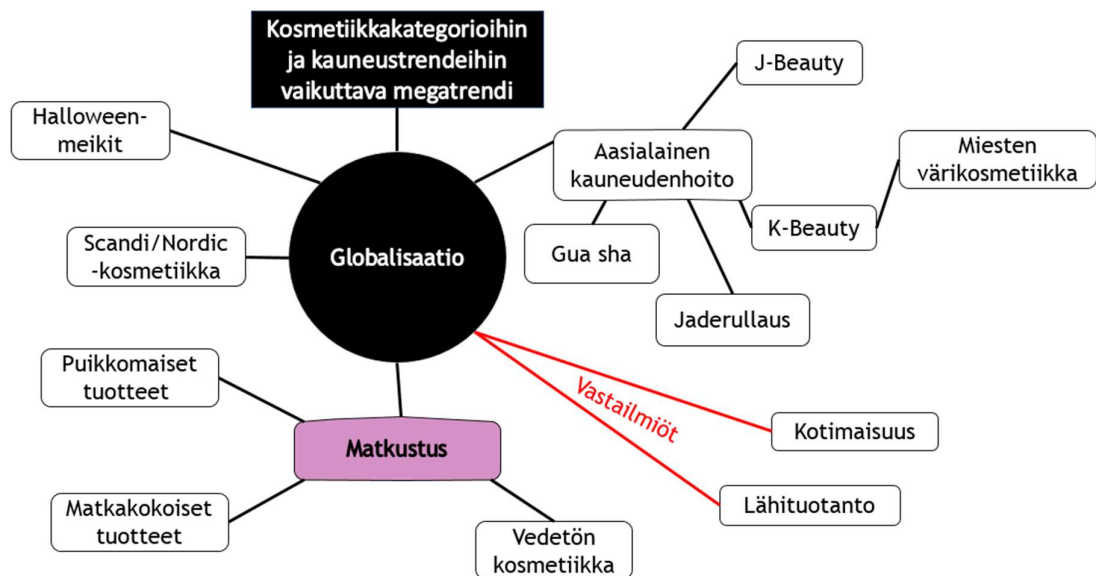 Kosmetiikkakategorioihin
ja kauneustrendeihin
vaikuttava megatrendi
J-Beauty
Halloween-
meikit
Aasialainen
kauneudenhoito
Miesten
värikosmetiikka
K-Beauty
Scandi/Nordic
-kosmetiikka
Globalisaatio
Gua sha
Jaderullaus
Puikkomaiset
tuotteet
Vastailmiöt
Kotimaisuus
Matkustus
Lähituotanto
Matkakokoiset
tuotteet
Vedetön
kosmetiikka